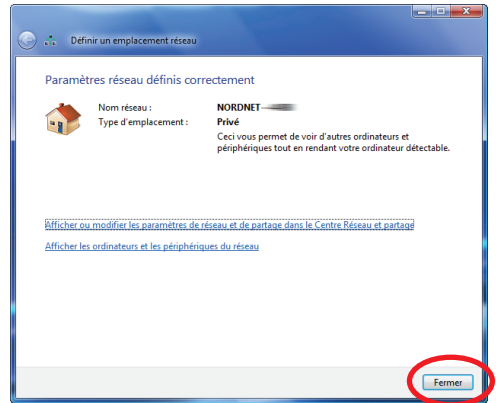 Définir un emplacement réseau
Paramètres réseau définis correctement
Nom réseau : NORDNET
Type d'emplacement : Privé
Ceci vous permet de voir d'autres ordinateurs et
périphériques tout en rendant votre ordinateur détectable.
Afficher ou modifier les paramètres de réseau et de partage dans le Centre Réseau et partage
Afficher les ordinateurs et les périphériques du réseau
Fermer